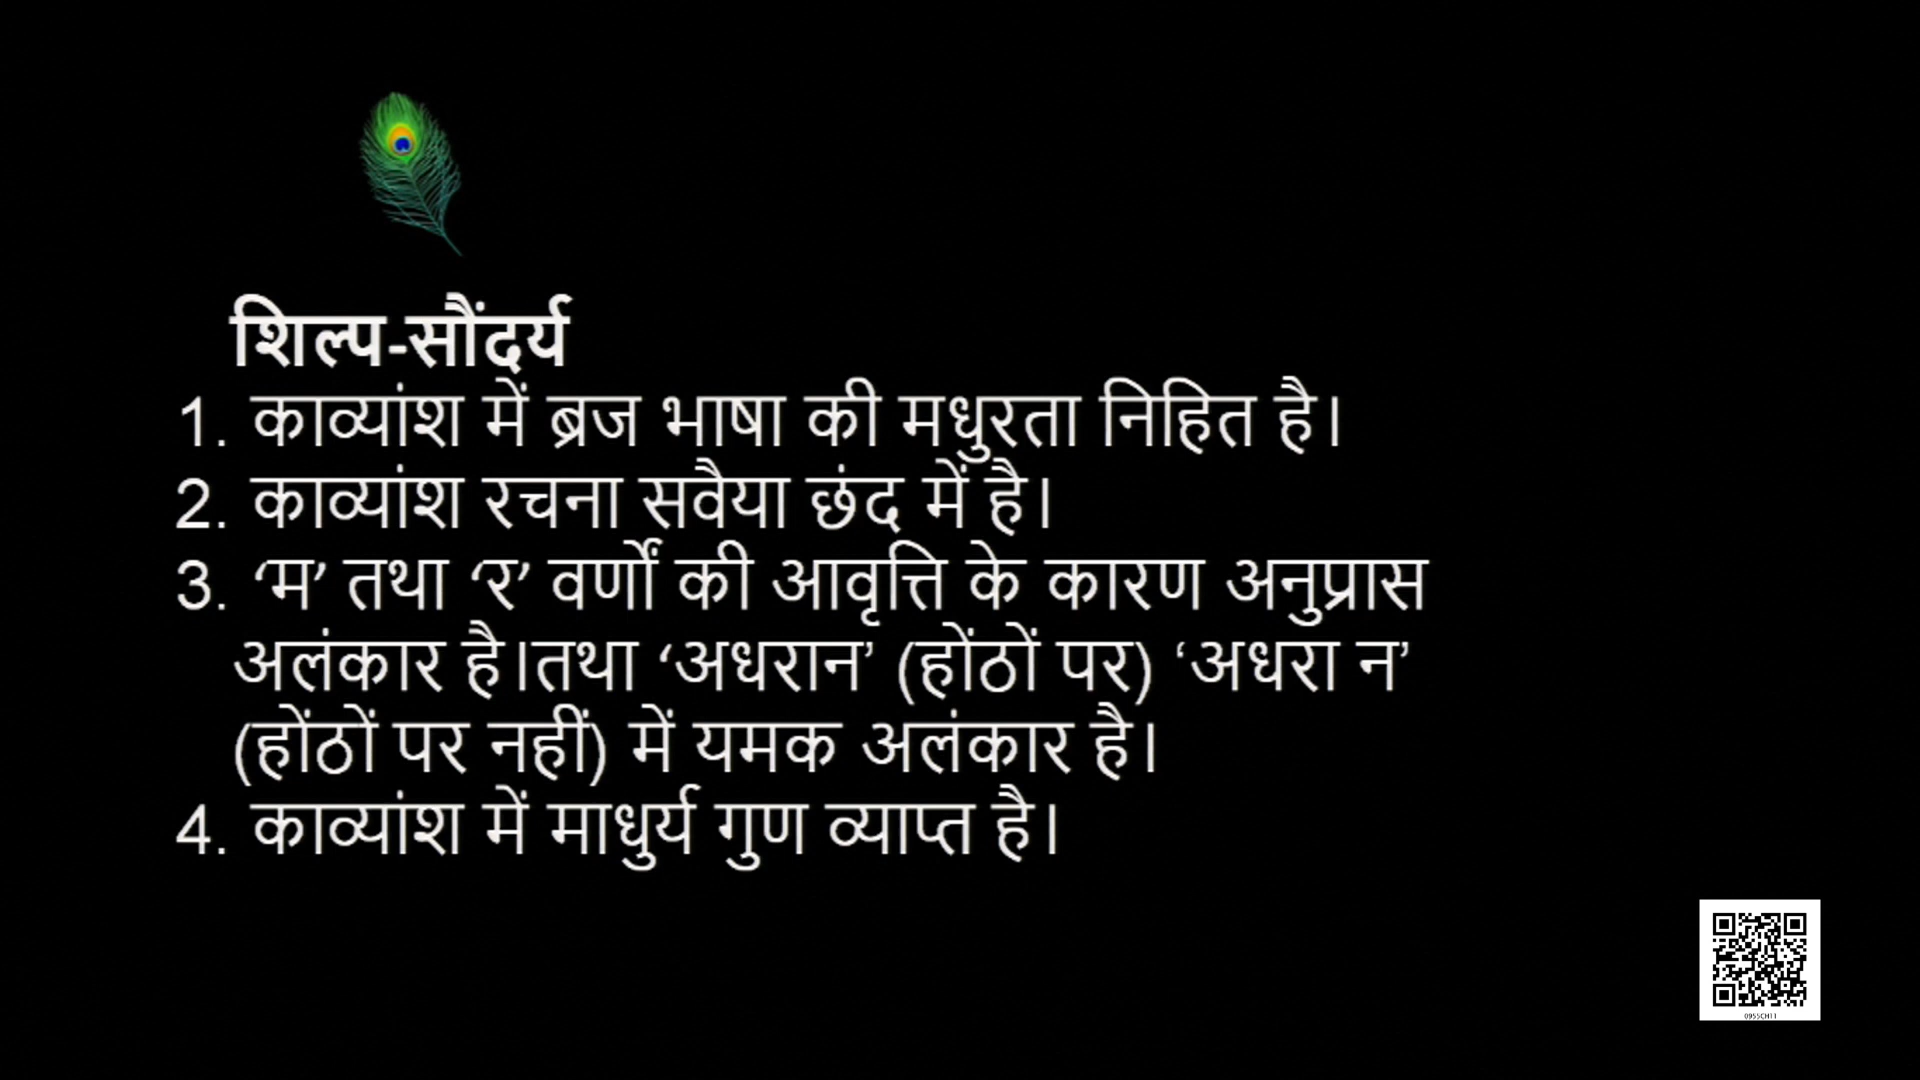 शिल्प-सौंदर्य
1. काव्यांश में ब्रज भाषा की मधुरता निहित है।
2. काव्यांश रचना सवैया छंद में है।
3. ‘म’ तथा ‘र’ वर्णों की आवृत्ति के कारण अनुप्रास
अलंकार है।तथा ‘अधरान’ (होंठों पर) ‘अधरा न’
(होंठों पर नहीं) में यमक अलंकार है।
4. काव्यांश में माधुर्य गुण व्याप्त है।
0955CH11